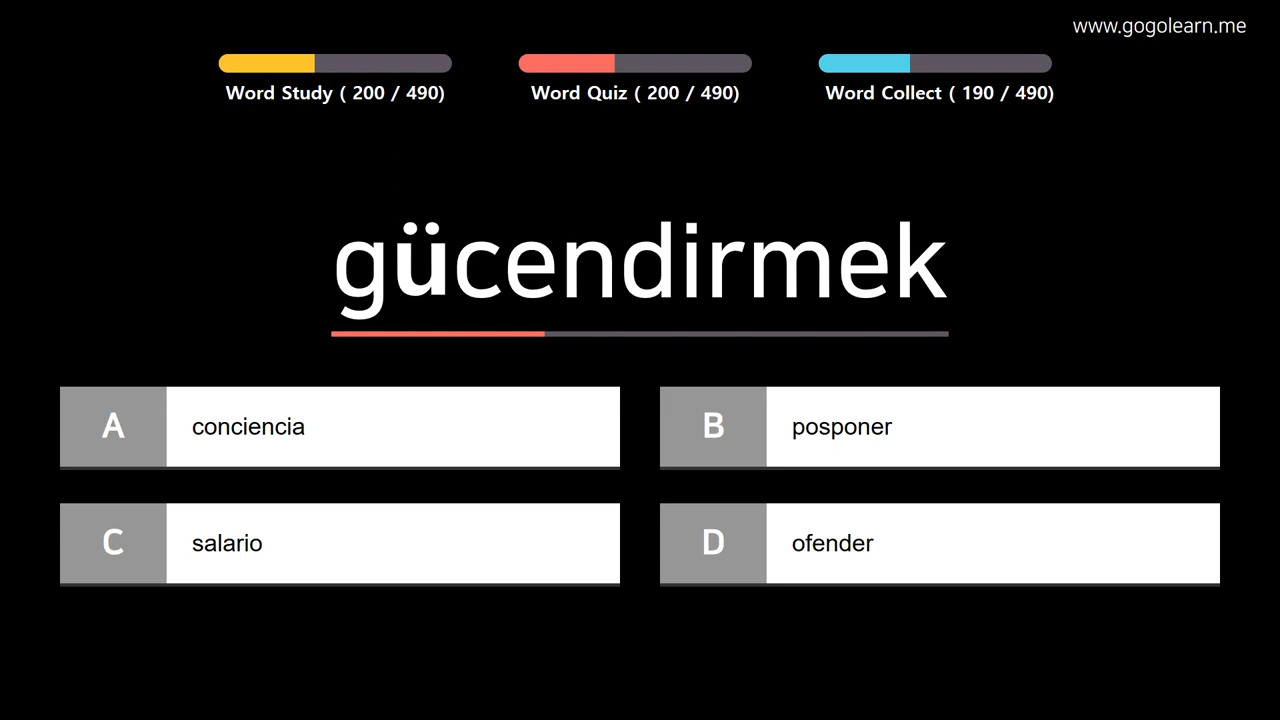 www.gogolearn.me
Word Study ( 200 / 490)
Word Quiz ( 200 / 490)
Word Collect ( 190 / 490)
gücendirmek
A conciencia
B posponer
C salario
D ofender